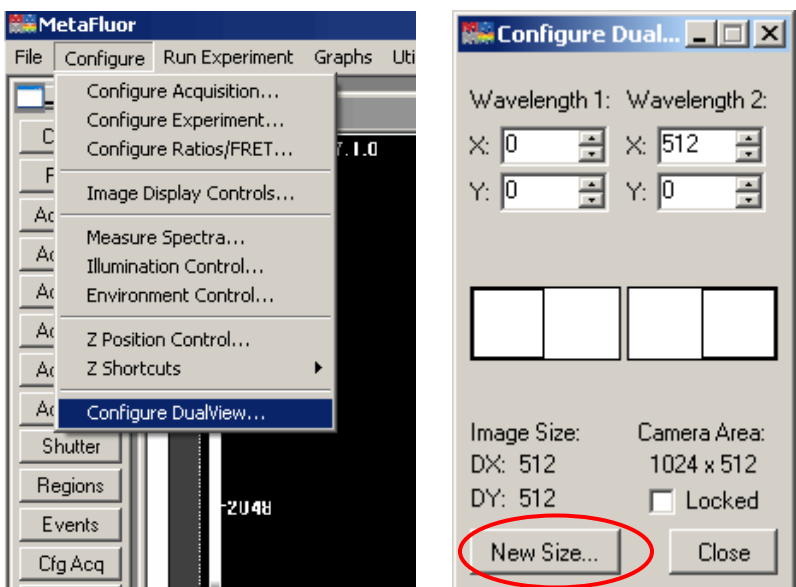 MetaFluor
File Configure Run Experiment Graphs
Configure Acquisition...
Configure Experiment...
Configure Ratios/FRET...
Image Display Controls...
Measure Spectra...
Illumination Control...
Environment Control...
Z Position Control...
Z Shortcuts
Configure DualView...
Shutter
Regions
Events
Cfg Acq
2048
Configure Dual...
Wavelength 1: Wavelength 2:
X: 0 X: 512
Y: 0 Y: 0
Image Size: Camera Area:
DX: 512 1024 x 512
DY: 512 Locked
New Size... Close